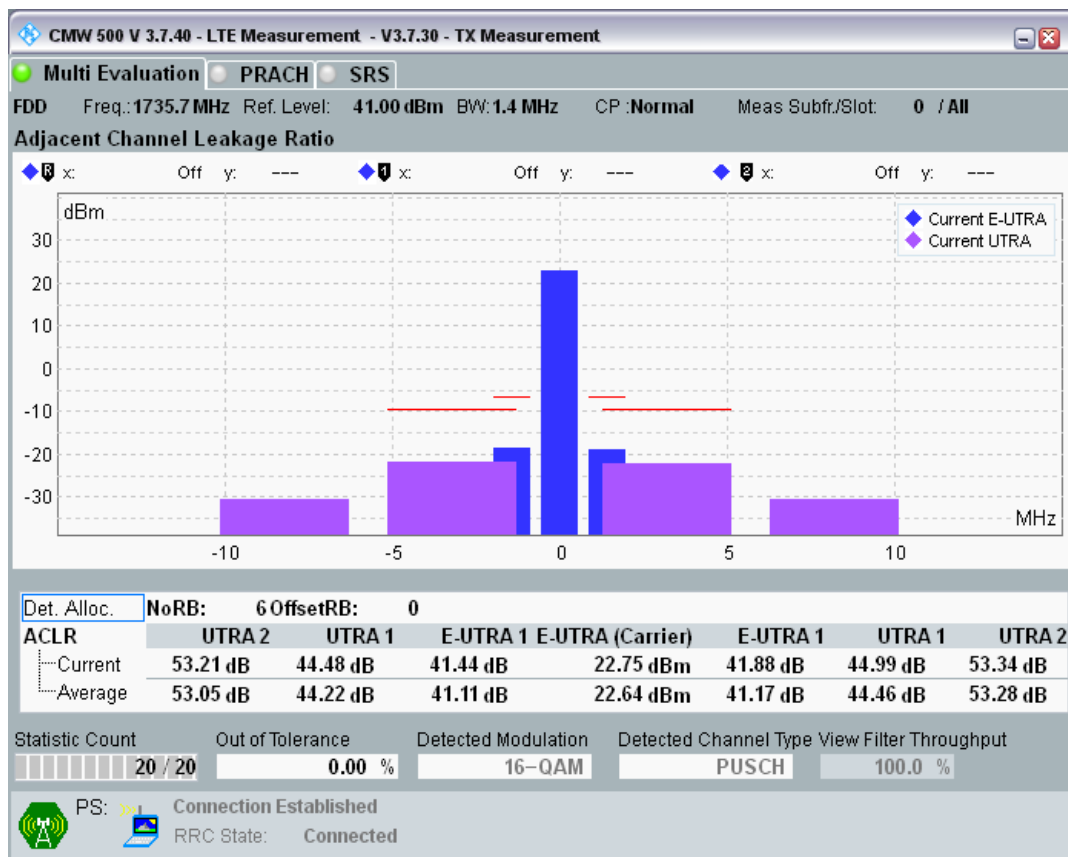 CMW 500 V 3.7.40 - LTE Measurement - V3.7.30 - TX Measurement
Multi Evaluation PRACH SRS
FDD Freq.: 1735.7 MHz Ref. Level: 41.00 dBm BW: 1.4 MHz CP :Normal Meas Subfr./Slot: 0 / All
Adjacent Channel Leakage Ratio
R x: Off y: --- 1 x: Off y: --- 2 x: Off y: ---
dBm
Current E-UTRA
Current UTRA
30
20
10
0
-10
-20
-30
MHz
-10 -5 0 5 10
Det. Alloc. NoRB: 6 OffsetRB: 0
ACLR UTRA 2 UTRA 1 E-UTRA 1 E-UTRA (Carrier) E-UTRA 1 UTRA 1 UTRA 2
Current 53.21 dB 44.48 dB 41.44 dB 22.75 dBm 41.88 dB 44.99 dB 53.34 dB
Average 53.05 dB 44.22 dB 41.11 dB 22.64 dBm 41.17 dB 44.46 dB 53.28 dB
Statistic Count Out of Tolerance Detected Modulation Detected Channel Type View Filter Throughput
20 / 20 0.00 % 16-QAM PUSCH 100.0 %
PS: Connection Established
RRC State: Connected